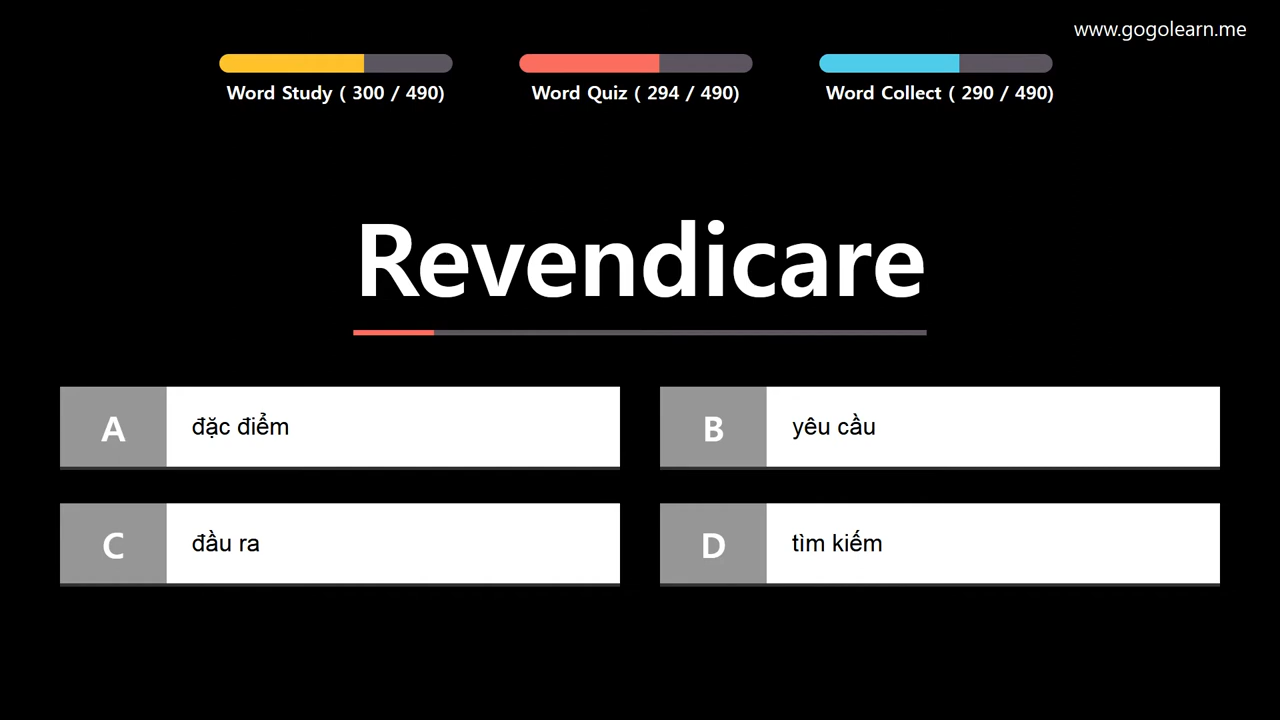 www.gogolearn.me
Word Study ( 300 / 490)
Word Quiz ( 294 / 490)
Word Collect ( 290 / 490)
Revendicare
A đặc điểm
B yêu cầu
C đầu ra
D tìm kiếm